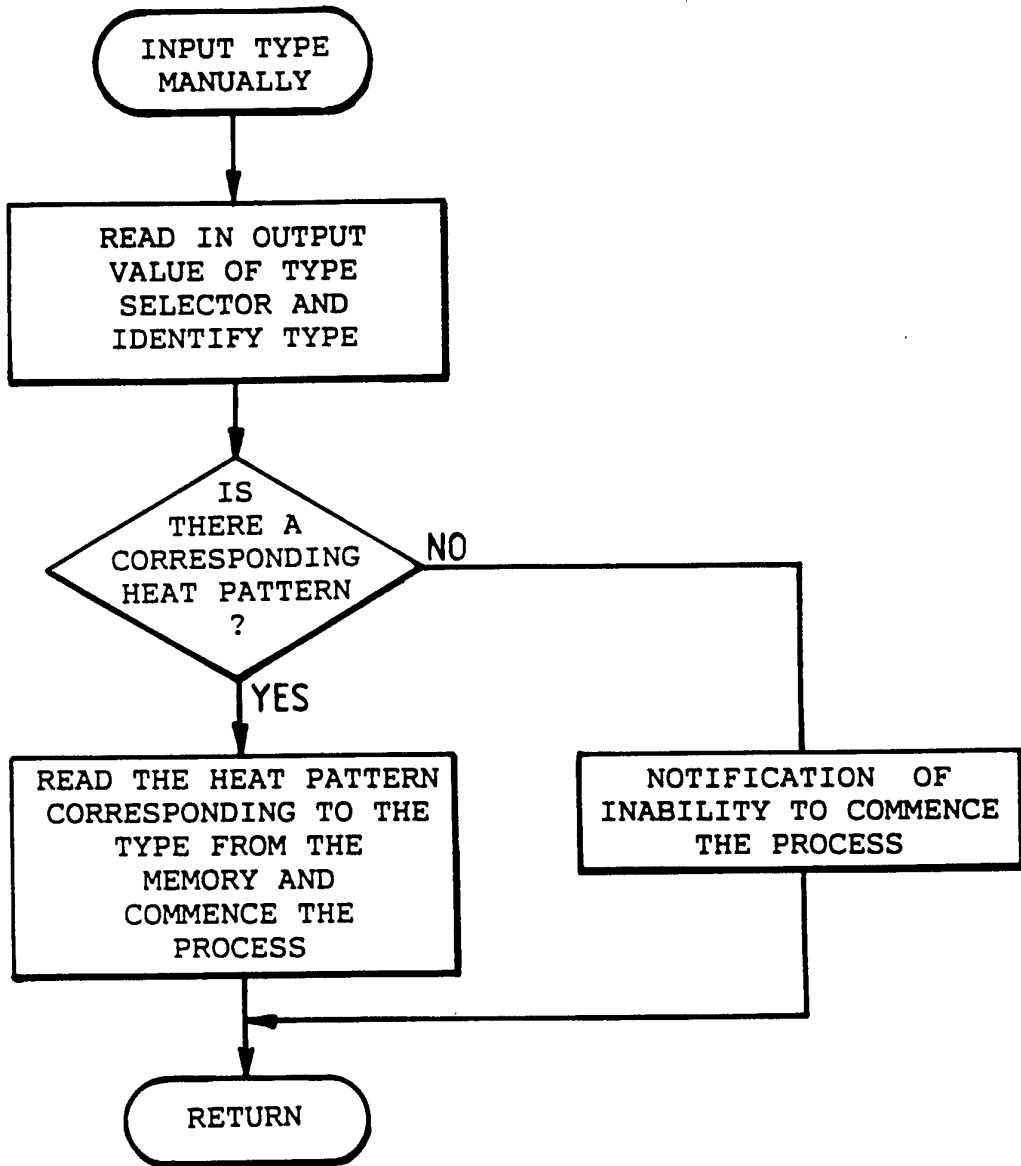 INPUT TYPE
MANUALLY
READ IN OUTPUT
VALUE OF TYPE
SELECTOR AND
IDENTIFY TYPE
IS
THERE A
CORRESPONDING
HEAT PATTERN
?
NO
YES
READ THE HEAT PATTERN
CORRESPONDING TO THE
TYPE FROM THE
MEMORY AND
COMMENCE THE
PROCESS
NOTIFICATION OF
INABILITY TO COMMENCE
THE PROCESS
RETURN